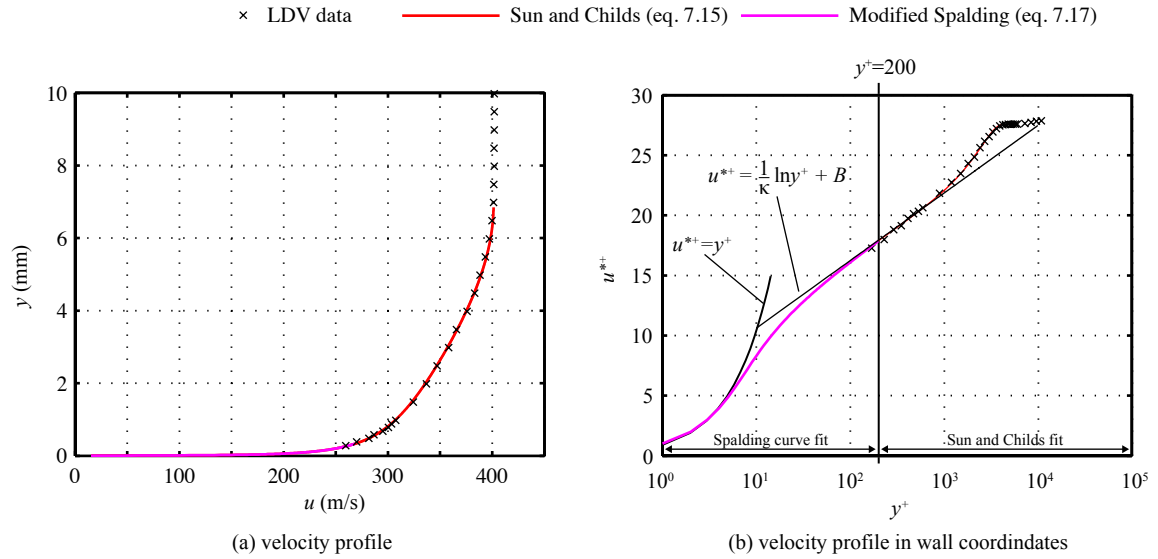 × LDV data — Sun and Childs (eq. 7.15) — Modified Spalding (eq. 7.17)
10
8
6
4
2
0
y (mm)
0 100 200 300 400
u (m/s)
(a) velocity profile
y⁺=200
30
25
20
15
10
5
0
u*⁺
u*⁺ = 1/κ lny⁺ + B
u*⁺=y⁺
Spalding curve fit Sun and Childs fit
10⁰ 10¹ 10² 10³ 10⁴ 10⁵
y⁺
(b) velocity profile in wall coordindates